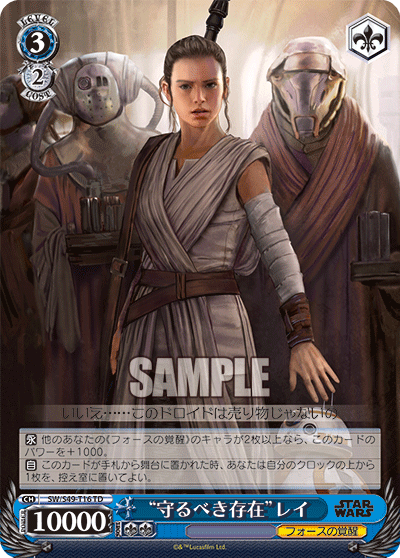 LEVEL
3
2
COST
SAMPLE
いいえ……このドロイドは売り物じゃないの
永 他のあなたの《フォースの覚醒》のキャラが2枚以上なら、このカードの
パワーを+1000。
自 このカードが手札から舞台に置かれた時、あなたは自分のクロックの上から
1枚を、控え室に置いてよい。
CH SW/S49-T16 TD
10000
“守るべき存在”レイ
STAR
WARS
フォースの覚醒
©&™Lucasfilm Ltd.